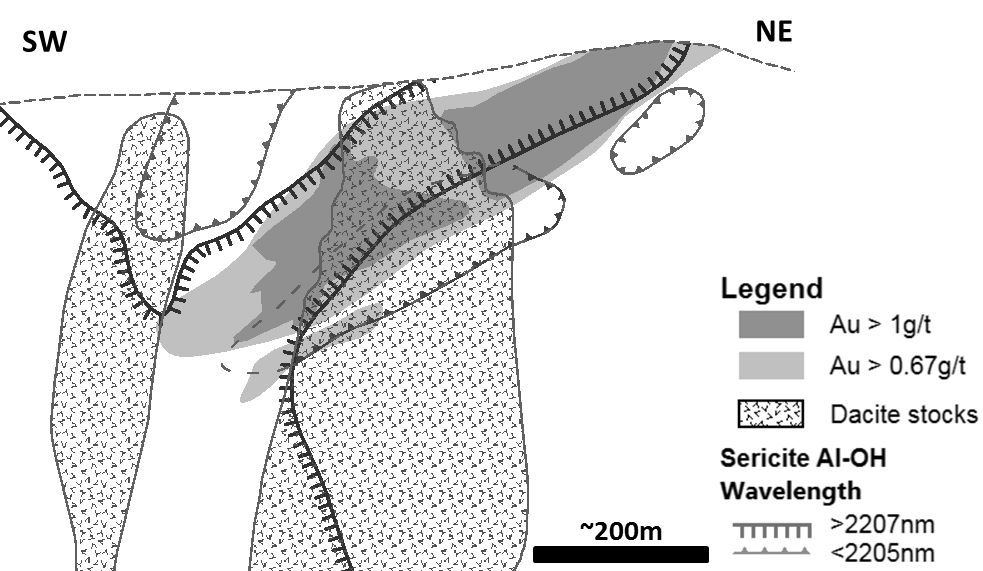 SW
NE
Legend
Au > 1g/t
Au > 0.67g/t
Dacite stocks
Sericite Al-OH
Wavelength
>2207nm
<2205nm
~200m